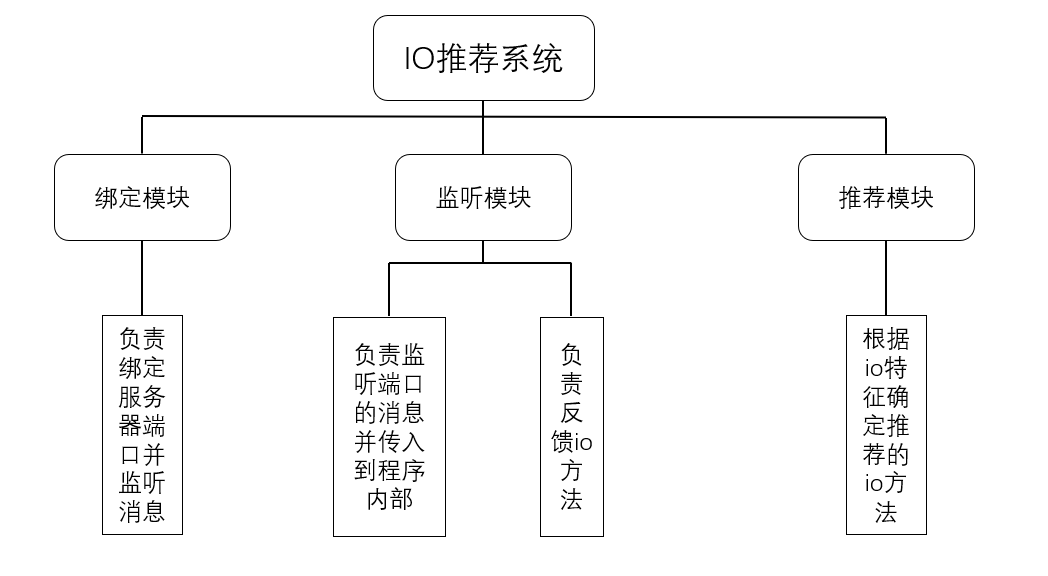 IO推荐系统
绑定模块
监听模块
推荐模块
负责
绑定
服务
器端
口并
监听
消息
负责监
听端口
的消息
并传入
到程序
内部
负
责
反
馈io
方
法
根据
io特
征确
定推
荐的
io方
法